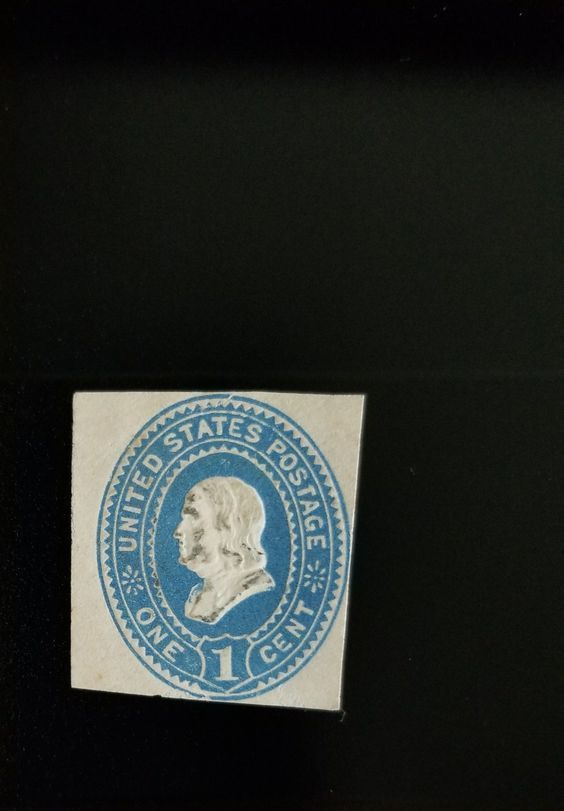 UNITED STATES POSTAGE
ONE
1
CENT